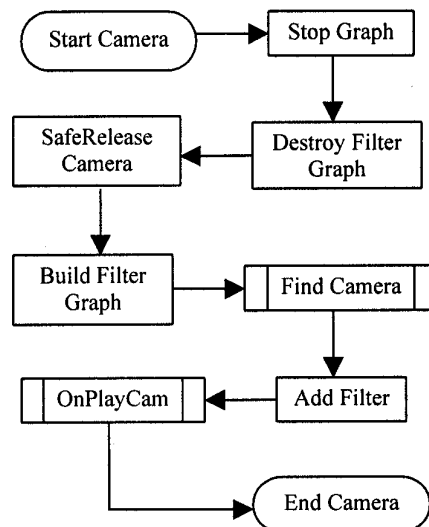 Start Camera
Stop Graph
SafeRelease
Camera
Destroy Filter
Graph
Build Filter
Graph
Find Camera
OnPlayCam
Add Filter
End Camera